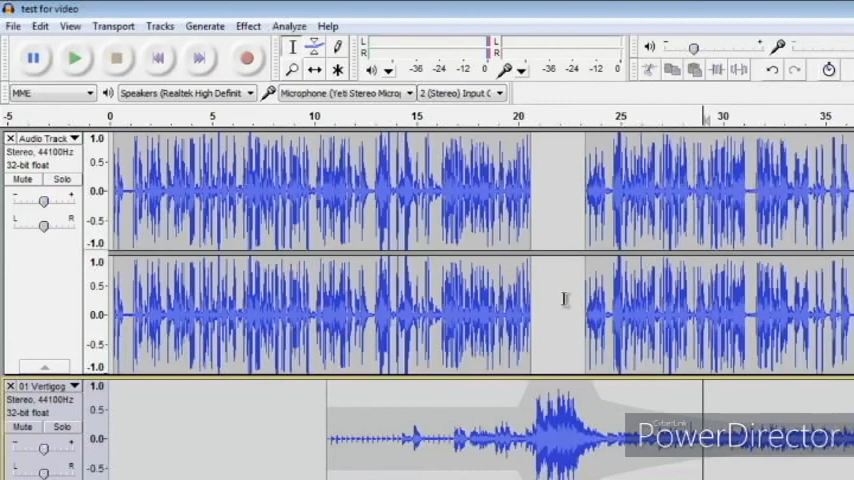 test for video
File Edit View Transport Tracks Generate Effect Analyze Help
L
R
-36 -24 -12 0
L
R
-36 -24 -12 0
MME Speakers (Realtek High Definit Microphone (Yeti Stereo Microp 2 (Stereo) Input C
-5 0 5 10 15 20 25 30 35
Audio Track
Stereo, 44100Hz
32-bit float
Mute Solo
- +
L R
1.0
0.5
0.0
-0.5
-1.0
1.0
0.5
0.0
-0.5
-1.0
01 Vertigog
Stereo, 44100Hz
32-bit float
Mute Solo
- +
L R
1.0
0.5
0.0
-0.5
CyberLink
PowerDirector